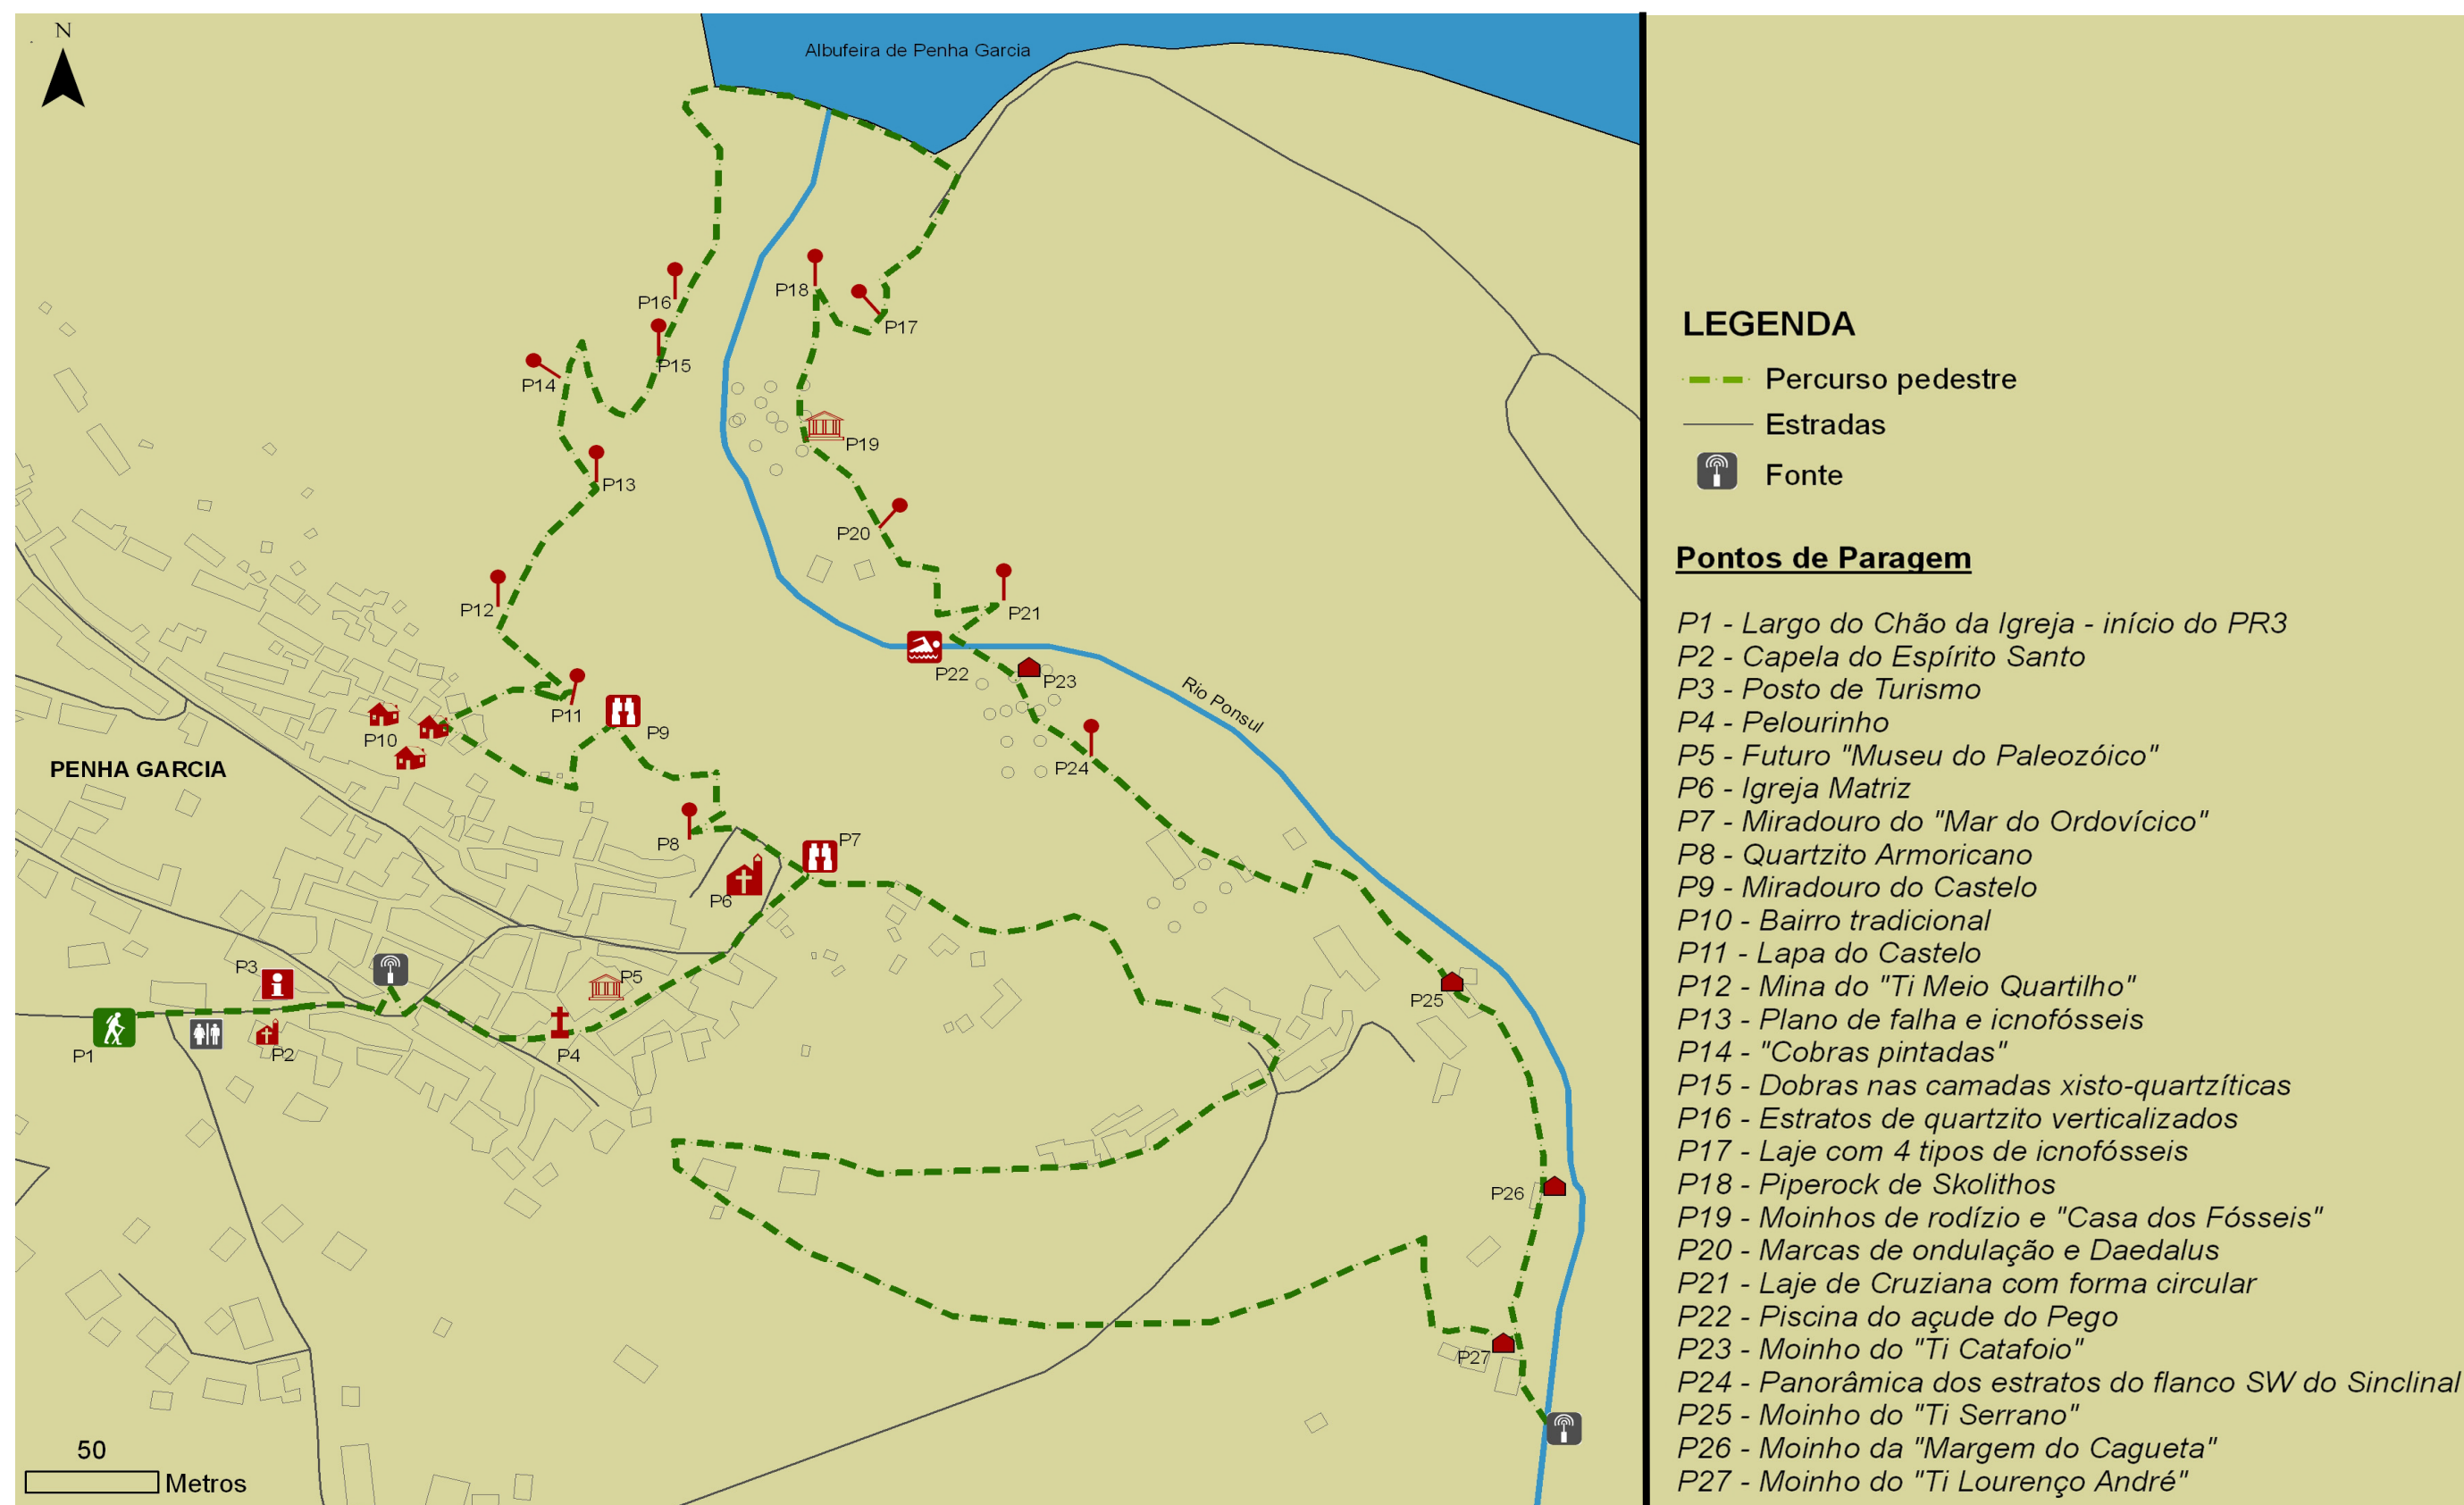 N
Albufeira de Penha Garcia
P18
P16
P17
P15
P14
P19
P13
P20
P12
P21
P22
P23
Rio Ponsul
P11
P9
P10
P24
PENHA GARCIA
P8
P7
P6
P3
P5
P25
P1
P2
P4
P26
P27
50
Metros
LEGENDA
Percurso pedestre
Estradas
Fonte
Pontos de Paragem
P1 - Largo do Chão da Igreja - início do PR3
P2 - Capela do Espírito Santo
P3 - Posto de Turismo
P4 - Pelourinho
P5 - Futuro "Museu do Paleozóico"
P6 - Igreja Matriz
P7 - Miradouro do "Mar do Ordovícico"
P8 - Quartzito Armoricano
P9 - Miradouro do Castelo
P10 - Bairro tradicional
P11 - Lapa do Castelo
P12 - Mina do "Ti Meio Quartilho"
P13 - Plano de falha e icnofósseis
P14 - "Cobras pintadas"
P15 - Dobras nas camadas xisto-quartzíticas
P16 - Estratos de quartzito verticalizados
P17 - Laje com 4 tipos de icnofósseis
P18 - Piperock de Skolithos
P19 - Moinhos de rodízio e "Casa dos Fósseis"
P20 - Marcas de ondulação e Daedalus
P21 - Laje de Cruziana com forma circular
P22 - Piscina do açude do Pego
P23 - Moinho do "Ti Catafoio"
P24 - Panorâmica dos estratos do flanco SW do Sinclinal
P25 - Moinho do "Ti Serrano"
P26 - Moinho da "Margem do Cagueta"
P27 - Moinho do "Ti Lourenço André"